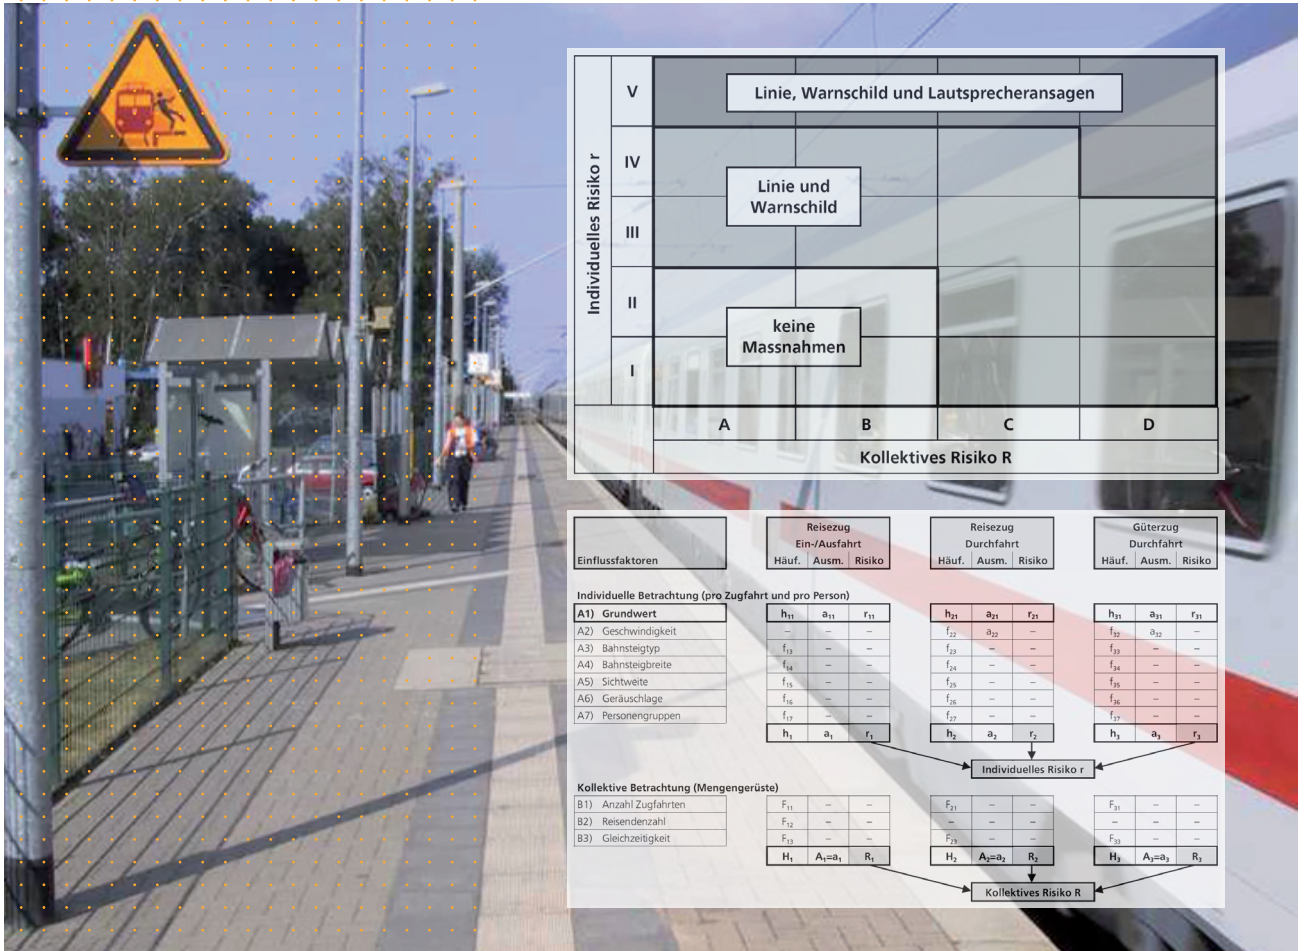 V
Linie, Warnschild und Lautsprecheransagen
IV
Linie und
Warnschild
III
II
keine
Massnahmen
I
Individuelles Risiko r
A B C D
Kollektives Risiko R
Einflussfaktoren
Reisezug
Ein-/Ausfahrt
Häuf. Ausm. Risiko
Reisezug
Durchfahrt
Häuf. Ausm. Risiko
Güterzug
Durchfahrt
Häuf. Ausm. Risiko
Individuelle Betrachtung (pro Zugfahrt und pro Person)
A1) Grundwert h11 a11 r11 h21 a21 r21 h31 a31 r31
A2) Geschwindigkeit – – – f22 a22 – f32 a32 –
A3) Bahnsteigtyp f13 – – f23 – – f33 – –
A4) Bahnsteigbreite f14 – – f24 – – f34 – –
A5) Sichtweite f15 – – f25 – – f35 – –
A6) Geräuschlage f16 – – f26 – – f36 – –
A7) Personengruppen f17 – – f27 – – f37 – –
h1 a1 r1 h2 a2 r2 h3 a3 r3
Individuelles Risiko r
Kollektive Betrachtung (Mengengerüste)
B1) Anzahl Zugfahrten F11 – – F21 – – F31 – –
B2) Reisendenzahl F12 – – – – – – – –
B3) Gleichzeitigkeit F13 – – F23 – – F33 – –
H1 A1=a1 R1 H2 A2=a2 R2 H3 A3=a3 R3
Kollektives Risiko R